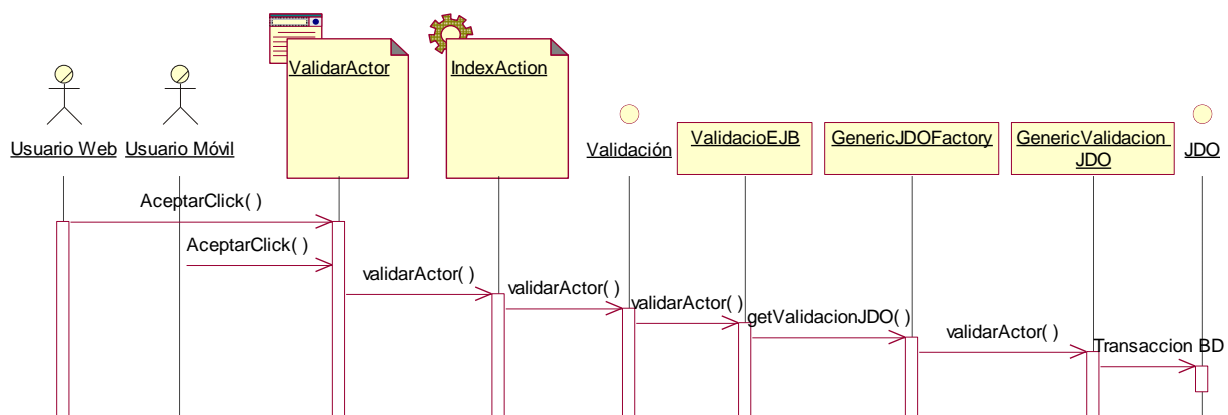 ValidarActor
IndexAction
Usuario Web
Usuario Móvil
Validación
ValidacioEJB
GenericJDOFactory
GenericValidacion
JDO
JDO
AceptarClick( )
AceptarClick( )
validarActor( )
validarActor( )
validarActor( )
getValidacionJDO( )
validarActor( )
Transaccion BD